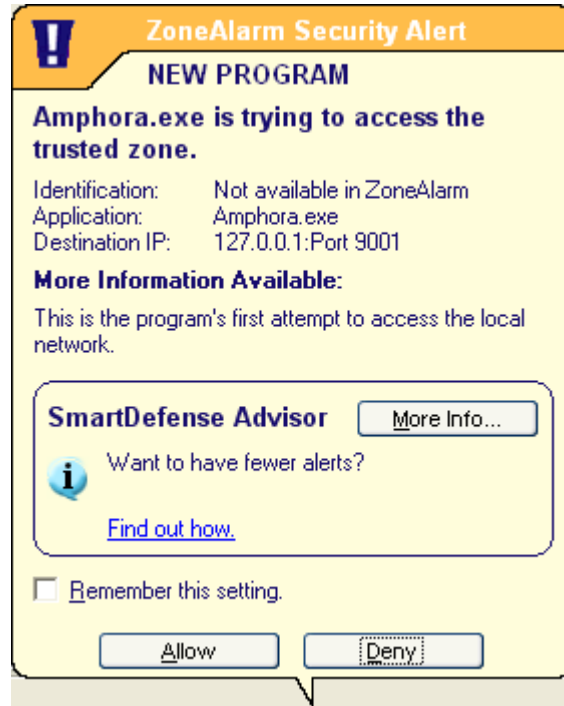 ZoneAlarm Security Alert
NEW PROGRAM
Amphora.exe is trying to access the
trusted zone.
Identification: Not available in ZoneAlarm
Application: Amphora.exe
Destination IP: 127.0.0.1:Port 9001
More Information Available:
This is the program's first attempt to access the local
network.
SmartDefense Advisor More Info...
Want to have fewer alerts?
Find out how.
Remember this setting.
Allow Deny